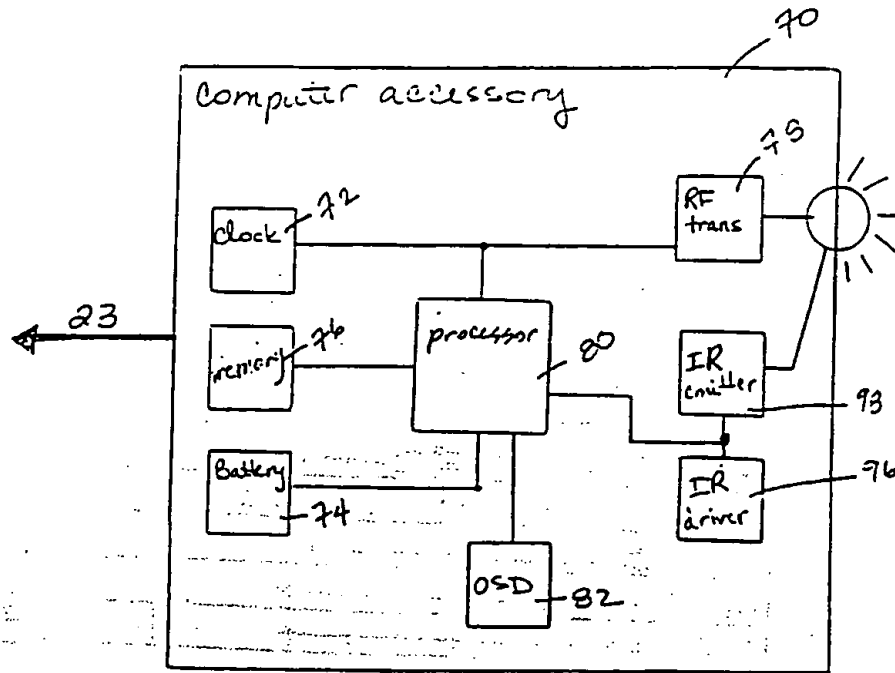 70
Computer accessory
75
RF
trans
72
Clock
23
76
memory
processor
80
IR
emitter
93
Battery
74
IR
driver
96
OSD
82